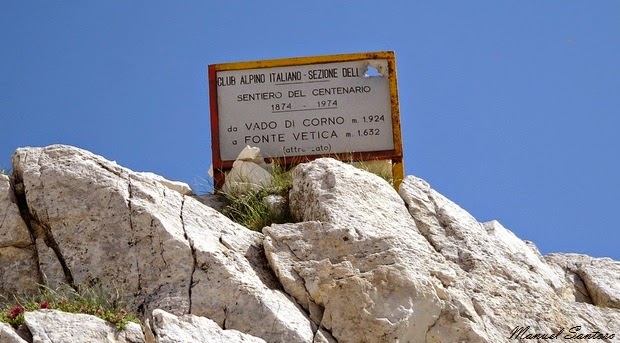 CLUB ALPINO ITALIANO - SEZIONE DELL
SENTIERO DEL CENTENARIO
1874 - 1974
da VADO DI CORNO m. 1.924
a FONTE VETICA m. 1.632
Manuel Santoro